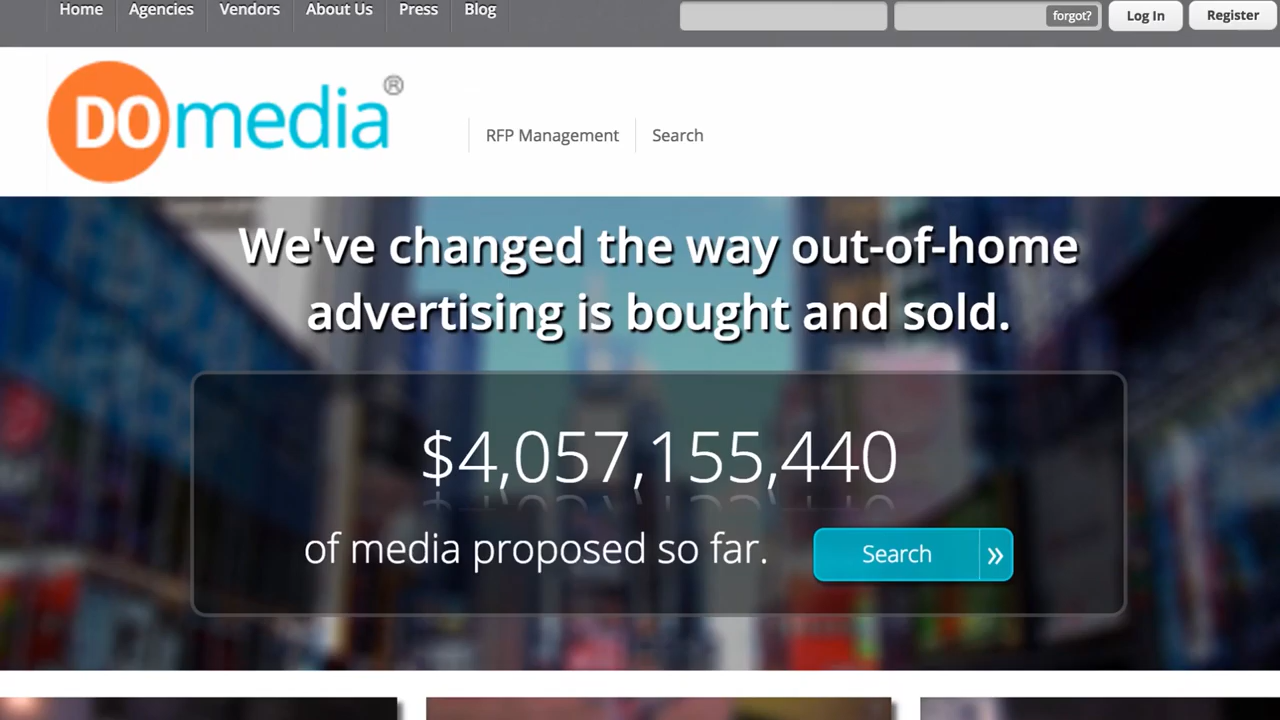 Home Agencies Vendors About Us Press Blog forgot? Log In Register
DOmedia®
RFP Management Search
We've changed the way out-of-home
advertising is bought and sold.
$4,057,155,440
of media proposed so far. Search »